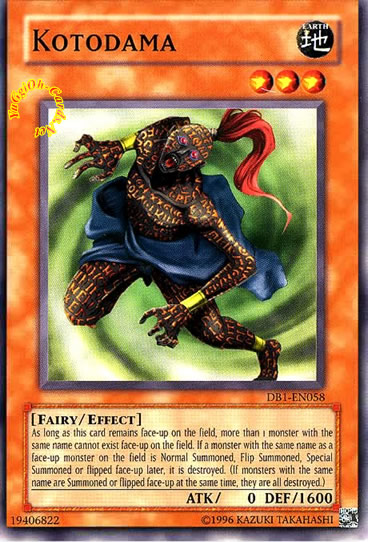 KOTODAMA
EARTH
地
YuGgiOh-Cards.Net
DB1-EN058
[FAIRY/EFFECT]
As long as this card remains face-up on the field, more than 1 monster with the
same name cannot exist face-up on the field. If a monster with the same name as a
face-up monster on the field is Normal Summoned, Flip Summoned, Special
Summoned or flipped face-up later, it is destroyed. (If monsters with the same
name are Summoned or flipped face-up at the same time, they are all destroyed.)
ATK/ 0 DEF/1600
19406822 ©1996 KAZUKI TAKAHASHI